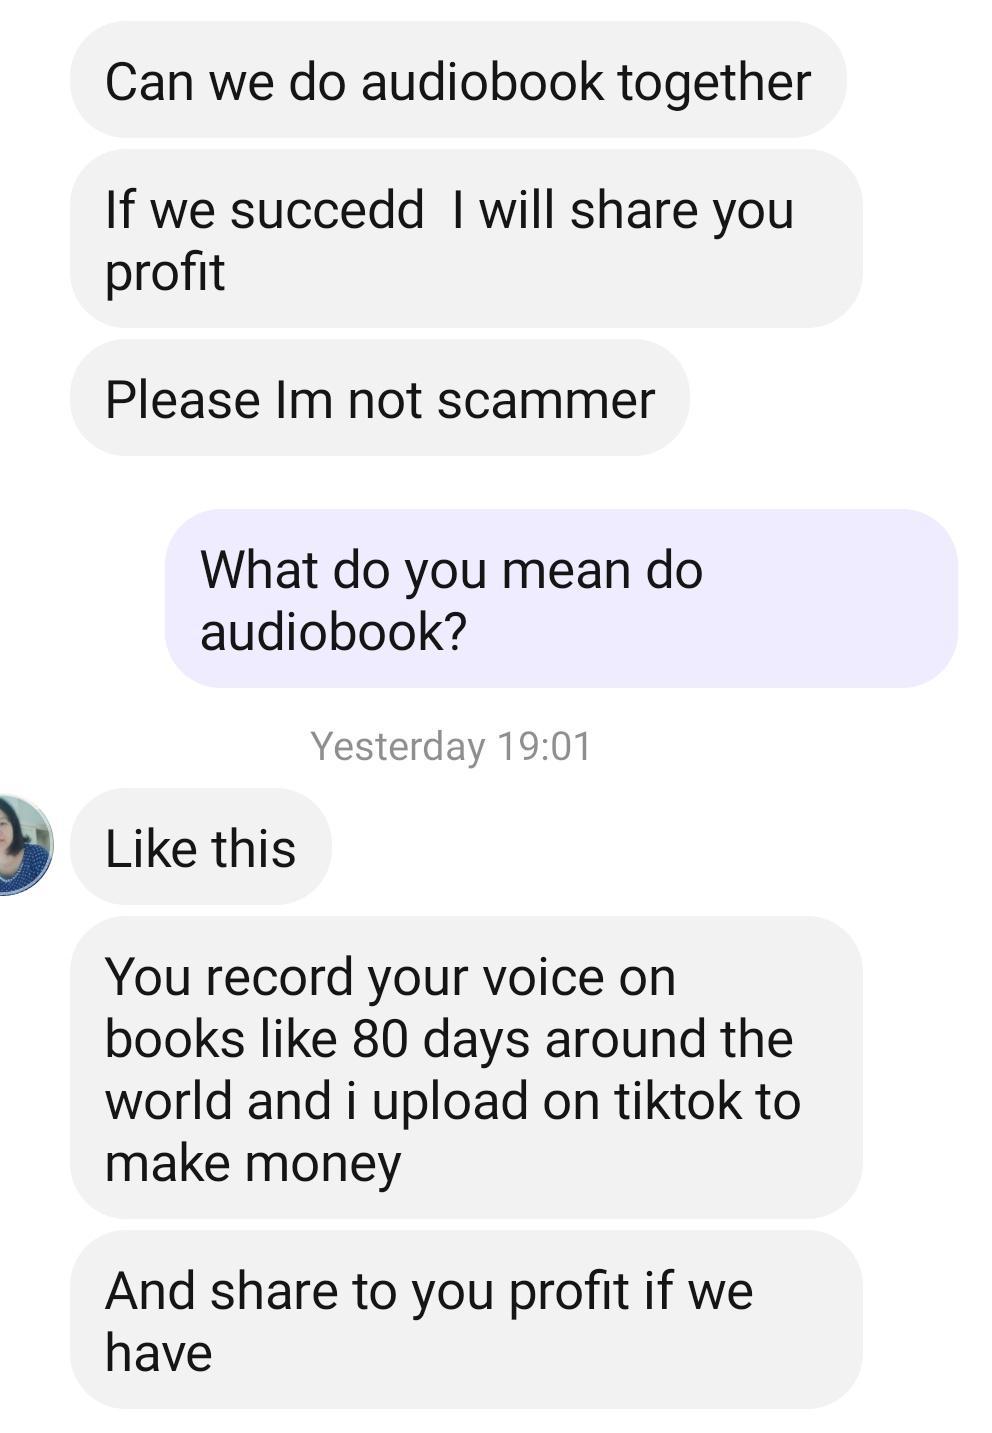 Can we do audiobook together
If we succedd  I will share you
profit
Please Im not scammer
What do you mean do
audiobook?
Yesterday 19:01
Like this
You record your voice on
books like 80 days around the
world and i upload on tiktok to
make money
And share to you profit if we
have